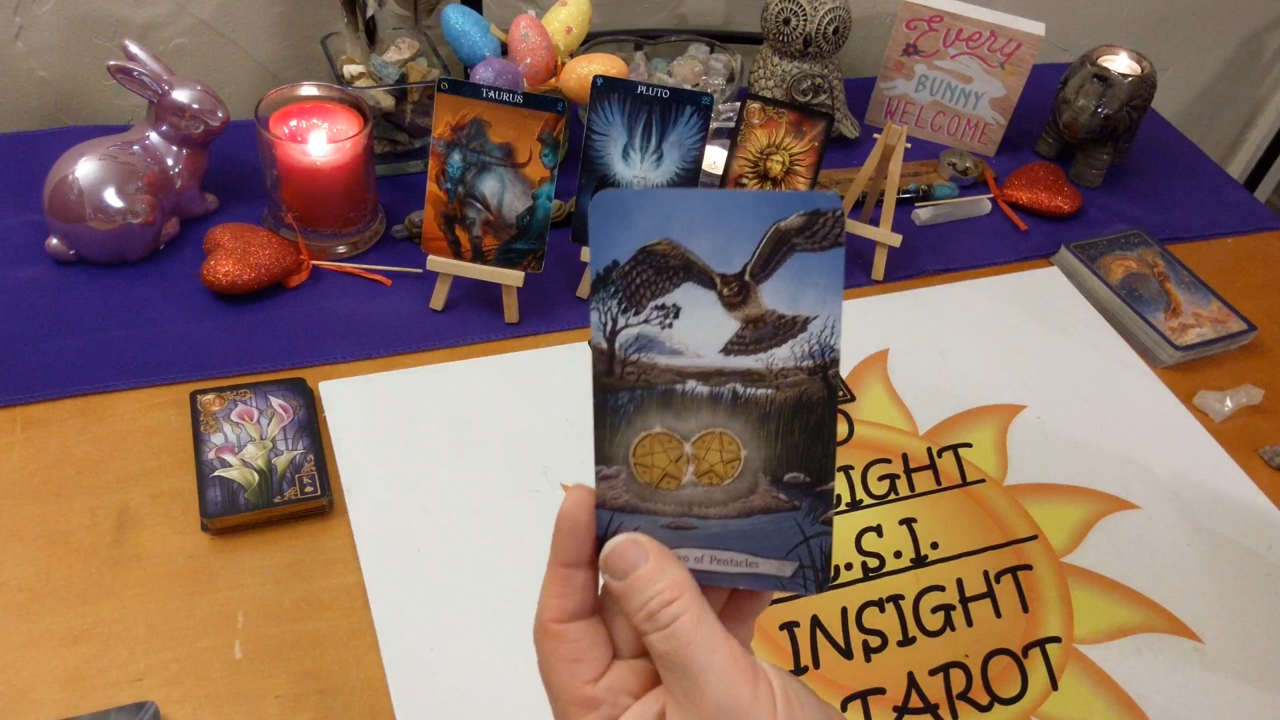 TAURUS
PLUTO
Every
BUNNY
WELCOME
K
of Pentacles
IGHT
.S.I.
INSIGHT
TAROT